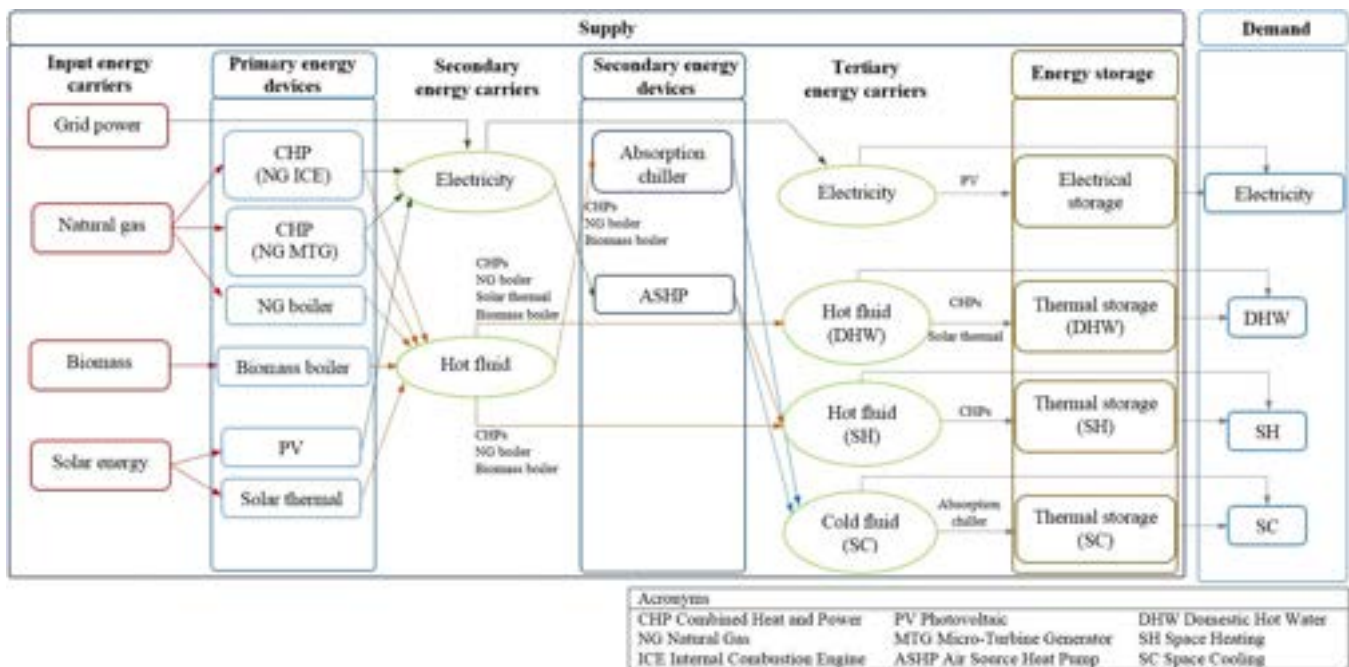 Supply
Demand
Input energy
carriers
Primary energy
devices
Secondary
energy carriers
Secondary energy
devices
Tertiary
energy carriers
Energy storage
Grid power
Natural gas
Biomass
Solar energy
CHP
(NG ICE)
CHP
(NG MTG)
NG boiler
Biomass boiler
PV
Solar thermal
Electricity
CHPs
NG boiler
Solar thermal
Biomass boiler
Hot fluid
CHPs
NG boiler
Biomass boiler
Absorption
chiller
CHPs
NG boiler
Biomass boiler
ASHP
Electricity
Hot fluid
(DHW)
Hot fluid
(SH)
Cold fluid
(SC)
PV
CHPs
Solar thermal
CHPs
Absorption
chiller
Electrical
storage
Thermal storage
(DHW)
Thermal storage
(SH)
Thermal storage
(SC)
Electricity
DHW
SH
SC
Acronyms
CHP Combined Heat and Power PV Photovoltaic DHW Domestic Hot Water
NG Natural Gas MTG Micro-Turbine Generator SH Space Heating
ICE Internal Combustion Engine ASHP Air Source Heat Pump SC Space Cooling